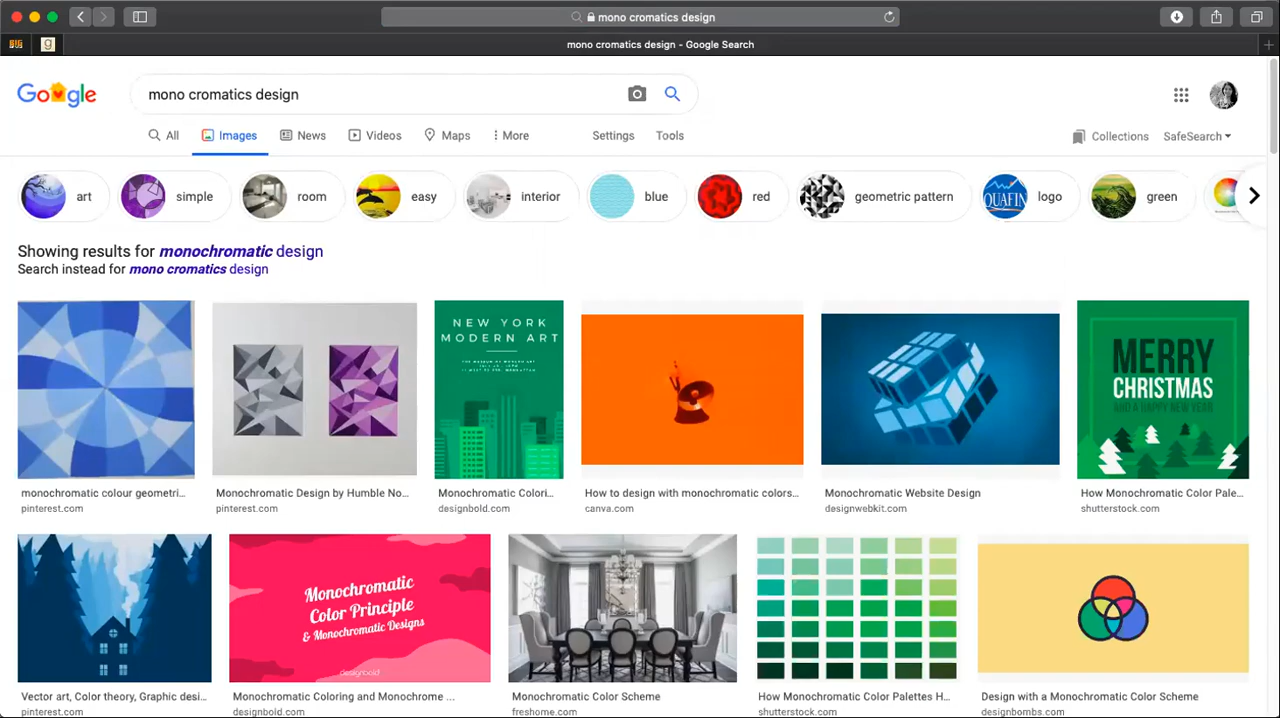 mono cromatics design
g
mono cromatics design - Google Search
Google
mono cromatics design
All
Images
News
Videos
Maps
More
Settings
Tools
Collections
SafeSearch
art
simple
room
easy
interior
blue
red
geometric pattern
logo
green
Showing results for monochromatic design
Search instead for mono cromatics design
NEW YORK
MODERN ART
MERRY
CHRISTMAS
AND A HAPPY NEW YEAR
monochromatic colour geometri...
pinterest.com
Monochromatic Design by Humble No...
pinterest.com
Monochromatic Colori...
designbold.com
How to design with monochromatic colors...
canva.com
Monochromatic Website Design
designwebkit.com
How Monochromatic Color Pale...
shutterstock.com
Monochromatic
Color Principle
& Monochromatic Designs
designbold
Vector art, Color theory, Graphic desi...
pinterest.com
Monochromatic Coloring and Monochrome ...
designbold.com
Monochromatic Color Scheme
freshome.com
How Monochromatic Color Palettes H...
shutterstock.com
Design with a Monochromatic Color Scheme
designbombs.com